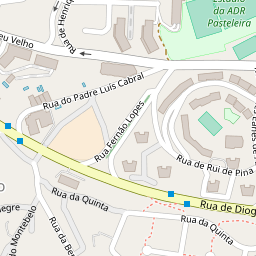 Estádio
da ADR
Pasteleira
Rua de Henriq
eu Velho
Rua do Padre Luís Cabral
Rua Fernão Lopes
Rua de Rui de Pina
Rua da Quinta
Rua de Diog
Rua da Quinta
egre
go Montebelo
Rua da Be